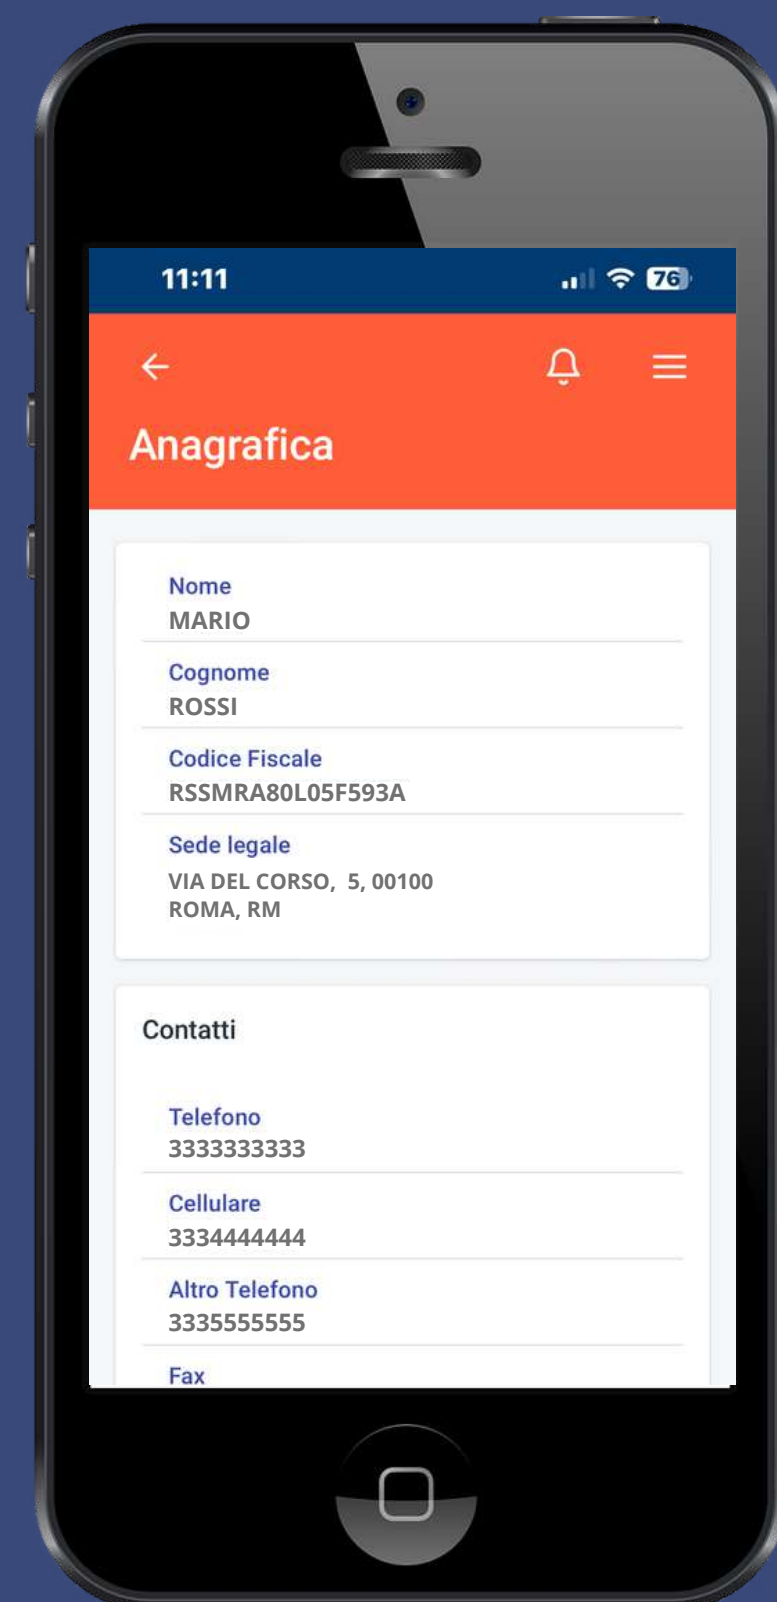 11:11
76
Anagrafica
Nome
MARIO
Cognome
ROSSI
Codice Fiscale
RSSMRA80L05F593A
Sede legale
VIA DEL CORSO,  5, 00100
ROMA, RM
Contatti
Telefono
3333333333
Cellulare
3334444444
Altro Telefono
3335555555
Fax